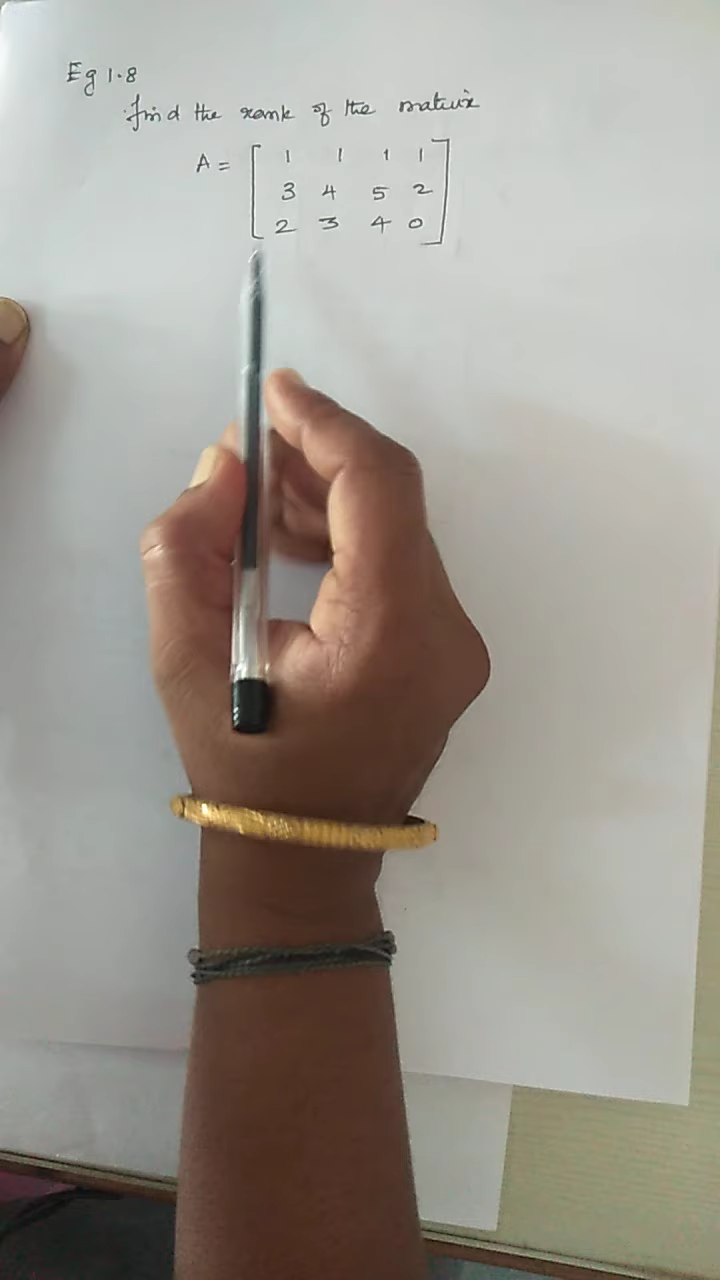 Eg 1.8
Find the rank of the matrix
A = [ 1 1 1 1
3 4 5 2
2 3 4 0 ]